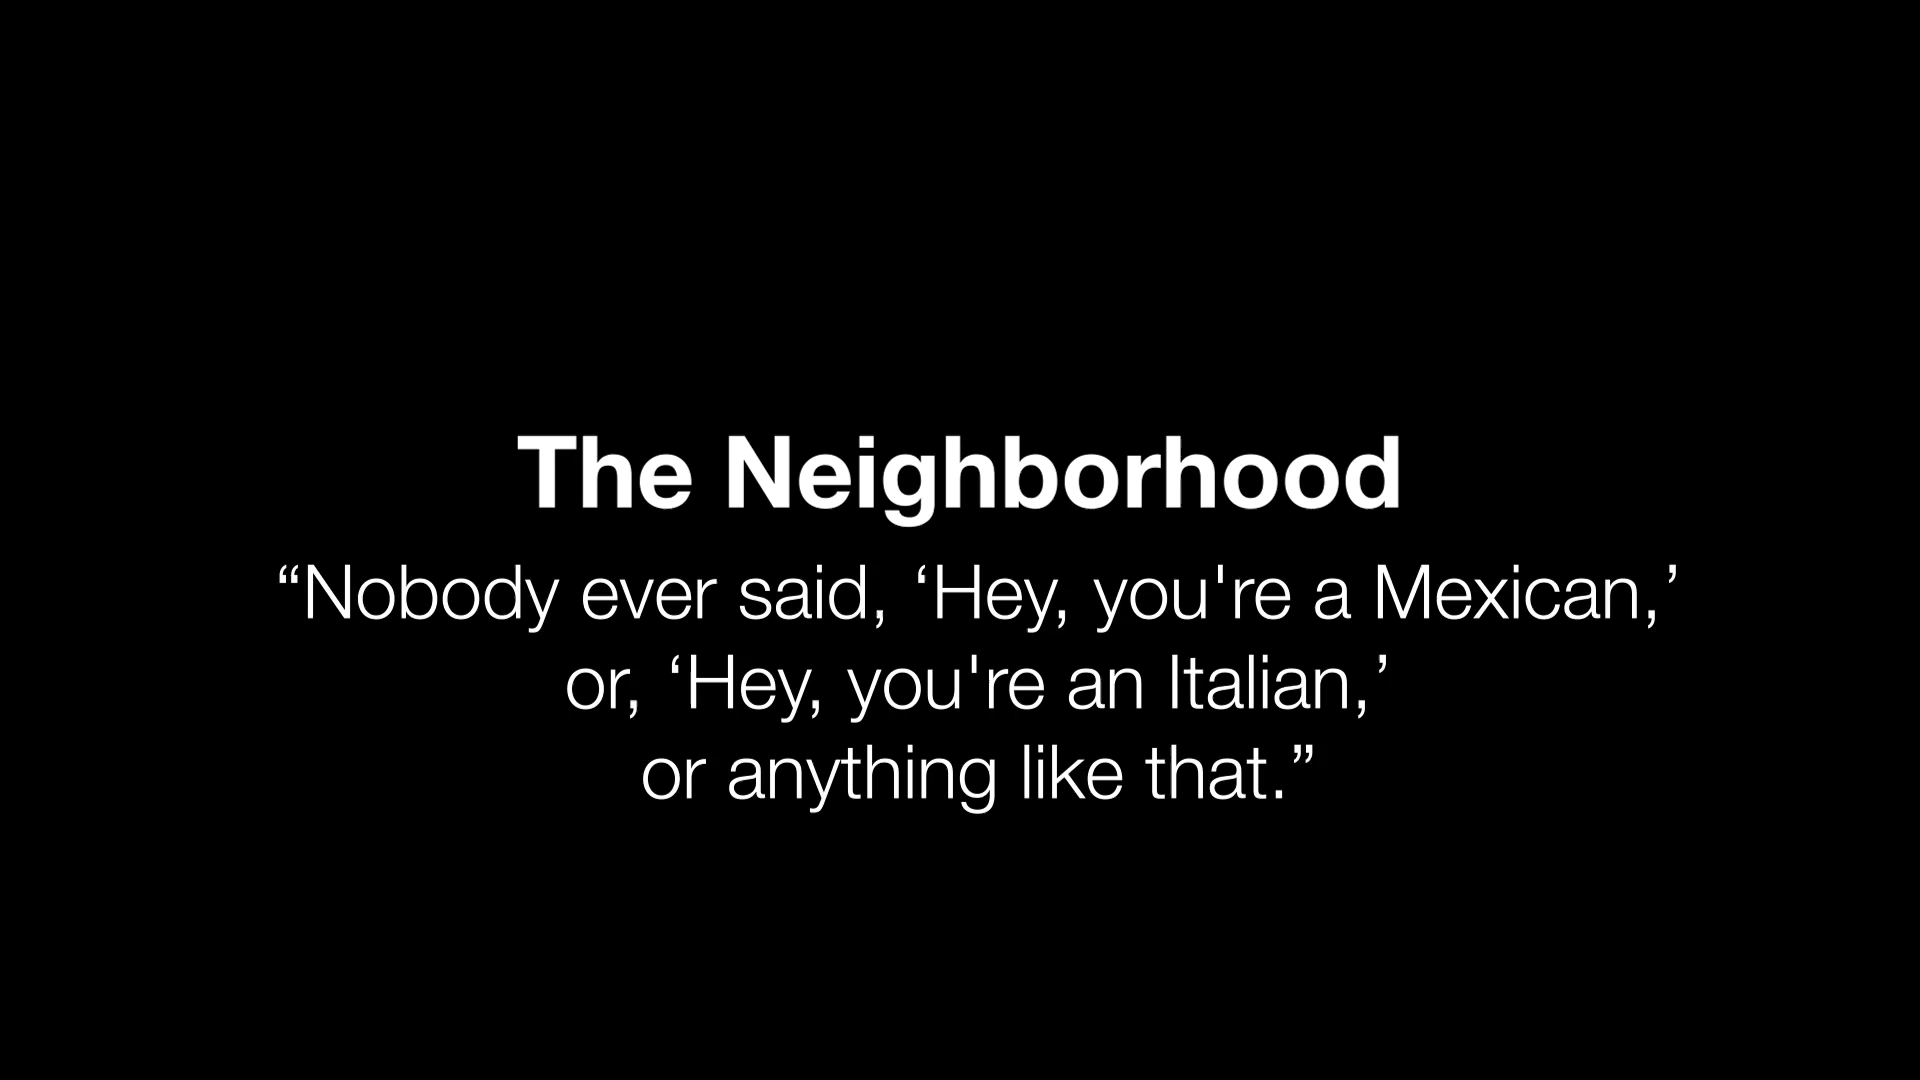 The Neighborhood
“Nobody ever said, ‘Hey, you're a Mexican,’
or, ‘Hey, you're an Italian,’
or anything like that.”